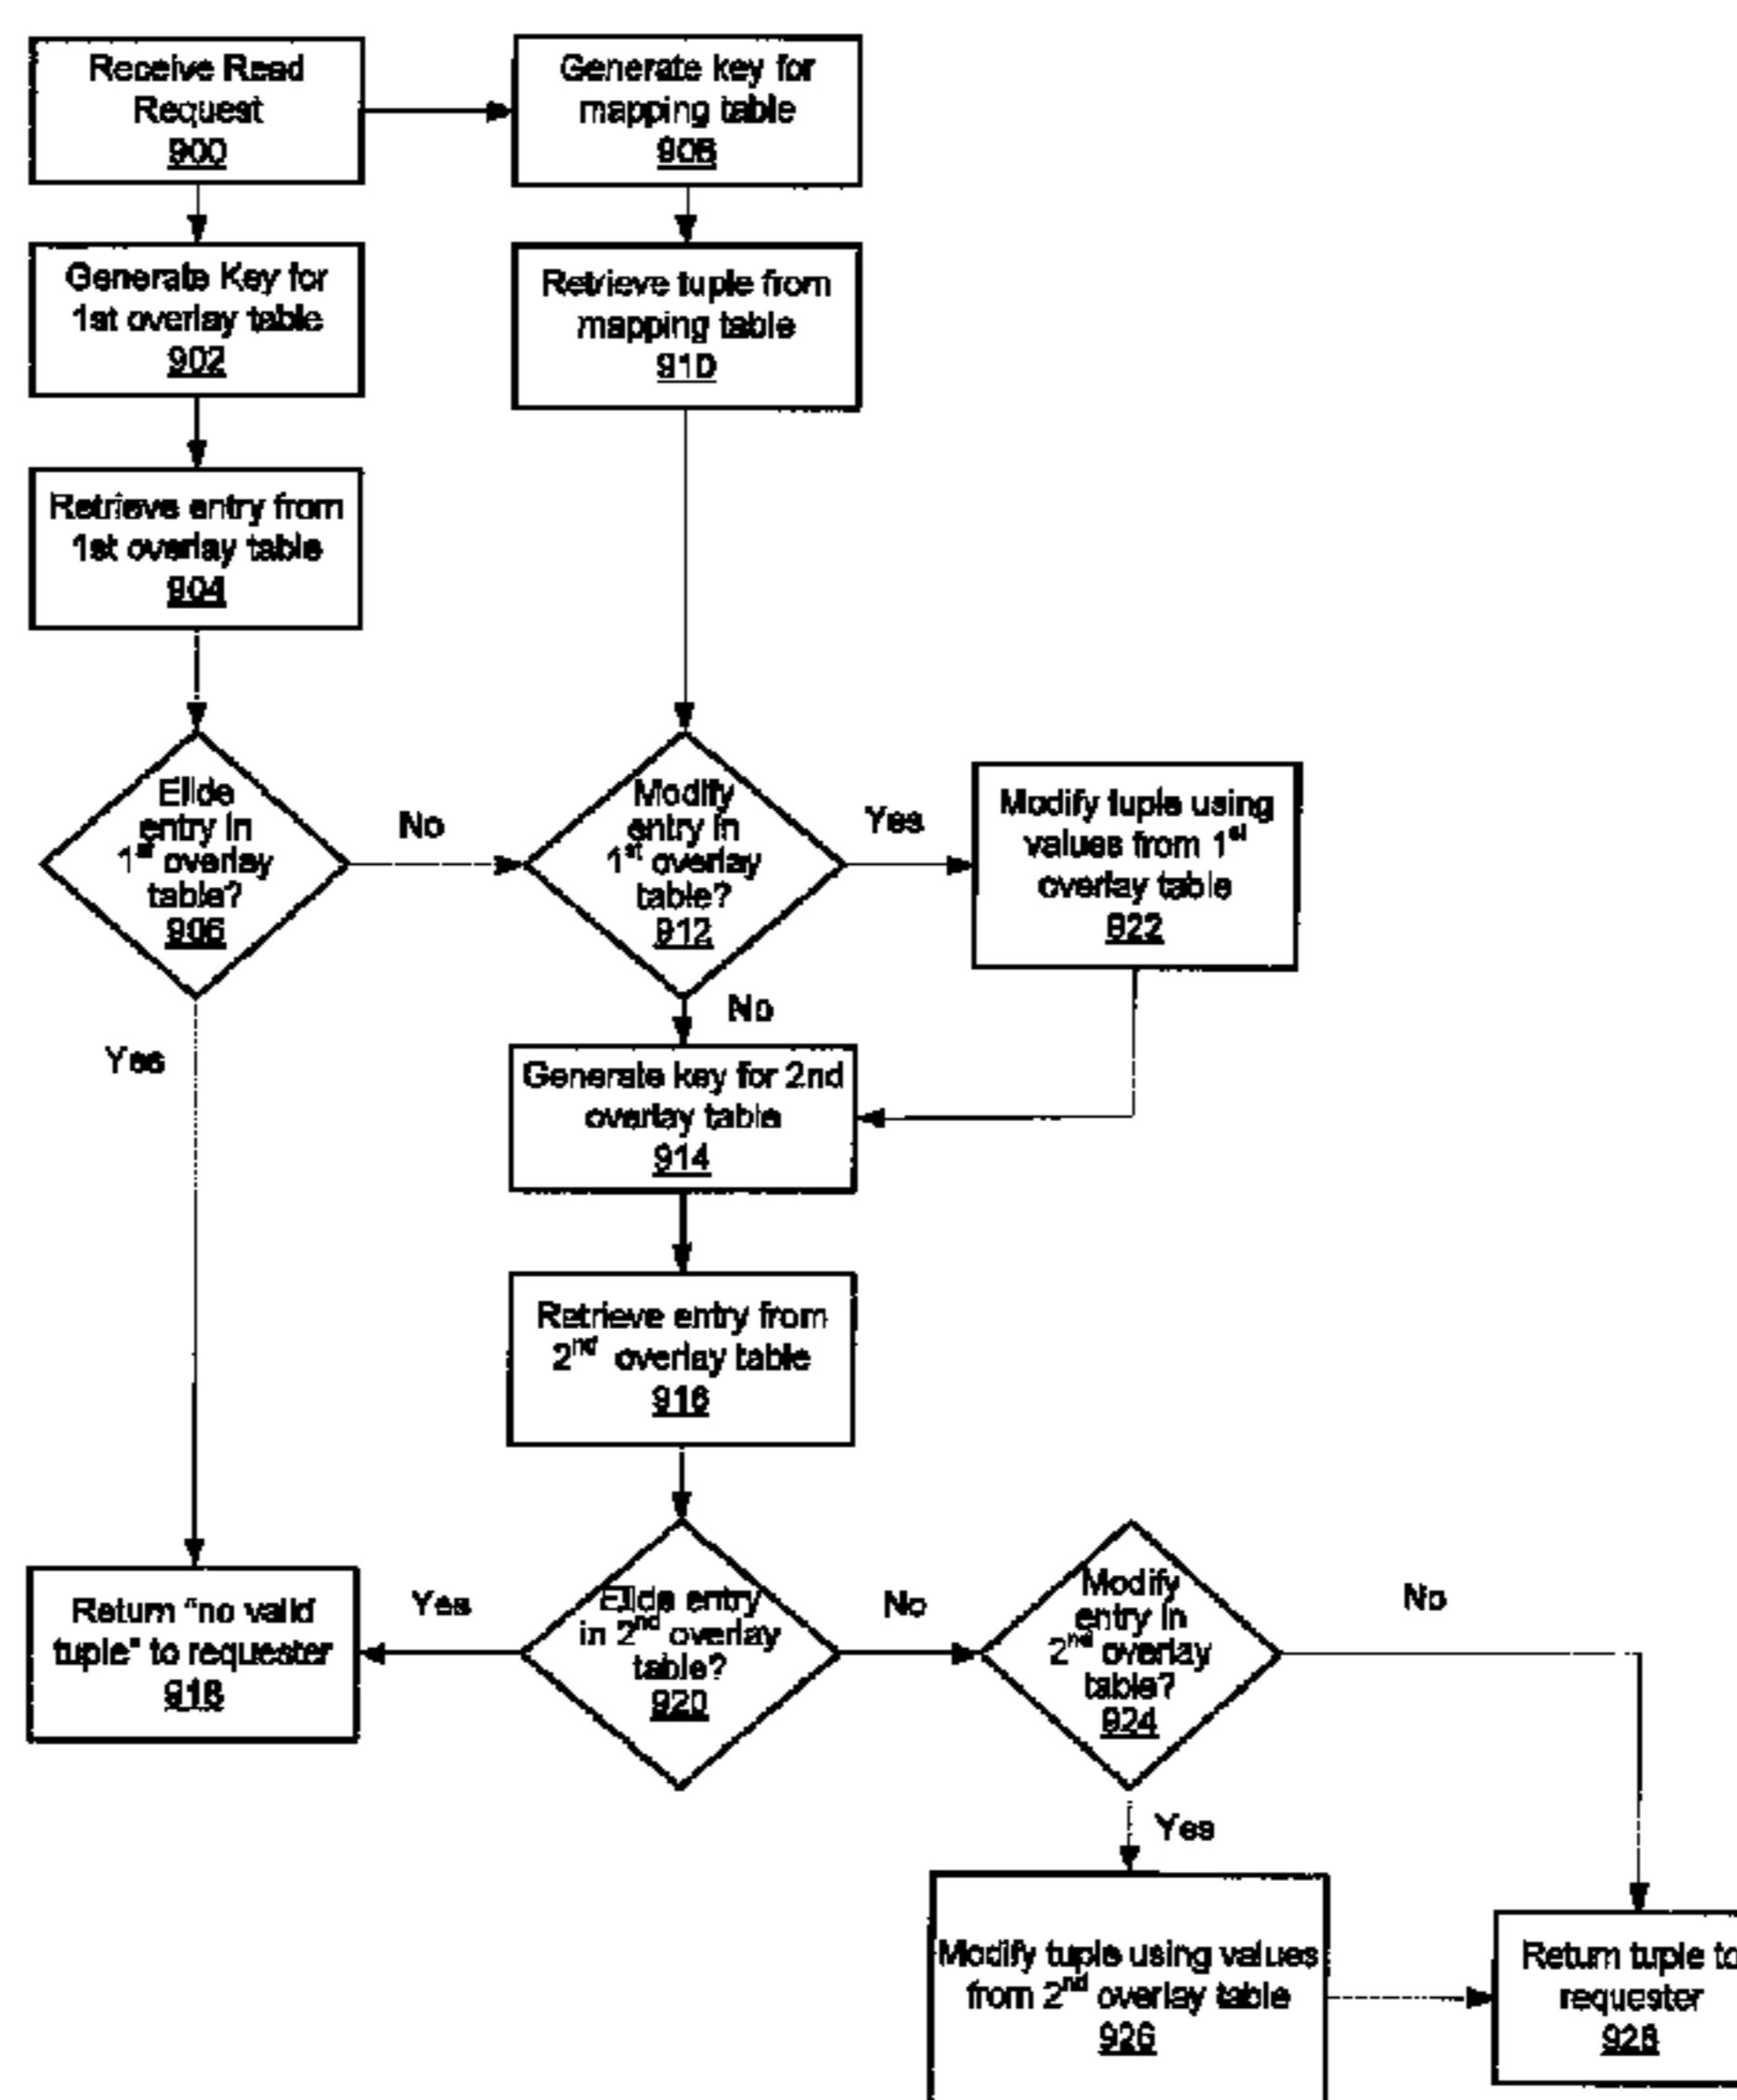 Receive Read
Request
900
Generate key for
mapping table
908
Generate Key for
1st overlay table
902
Retrieve tuple from
mapping table
910
Retrieve entry from
1st overlay table
904
Elide
entry in
1st overlay
table?
906
No
Modify
entry in
1st overlay
table?
912
Yes
Modify tuple using
values from 1st
overlay table
922
Yes
No
Generate key for 2nd
overlay table
914
Retrieve entry from
2nd overlay table
916
Return "no valid
tuple" to requester
918
Yes
Elide entry
in 2nd overlay
table?
920
No
Modify
entry in
2nd overlay
table?
924
No
Yes
Modify tuple using values
from 2nd overlay table
926
Return tuple to
requester
928